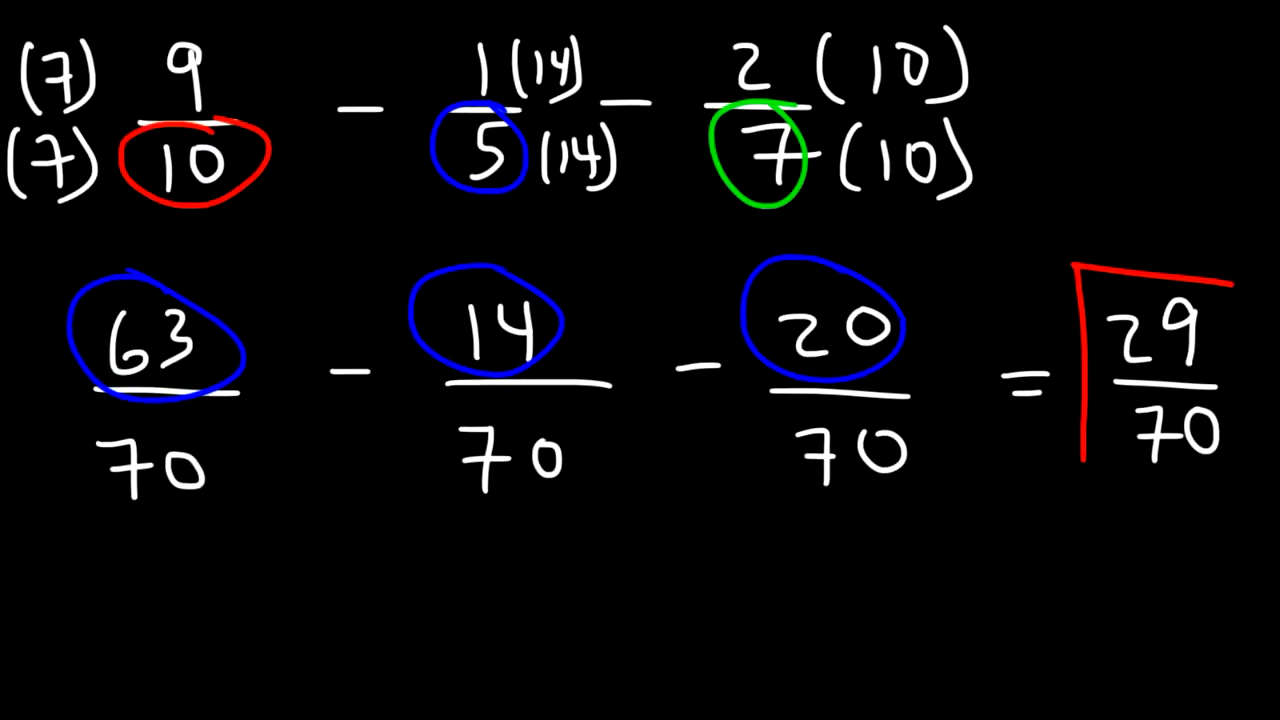 (7) 9 - 1 (14) - 2 (10)
(7) 10 5 (14) 7 (10)
63 - 14 - 20 = 29
70 70 70 70